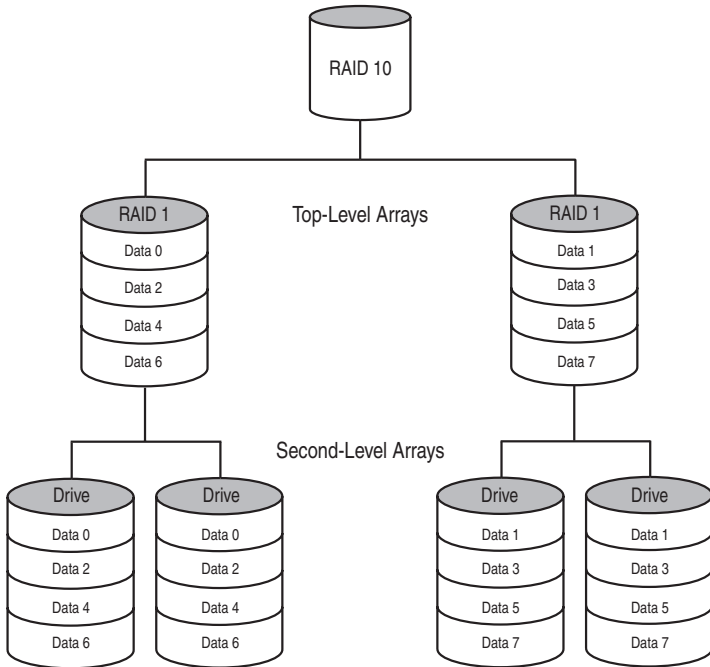 RAID 10
RAID 1
Top-Level Arrays
RAID 1
Data 0
Data 2
Data 4
Data 6
Data 1
Data 3
Data 5
Data 7
Second-Level Arrays
Drive
Data 0
Data 2
Data 4
Data 6
Drive
Data 0
Data 2
Data 4
Data 6
Drive
Data 1
Data 3
Data 5
Data 7
Drive
Data 1
Data 3
Data 5
Data 7